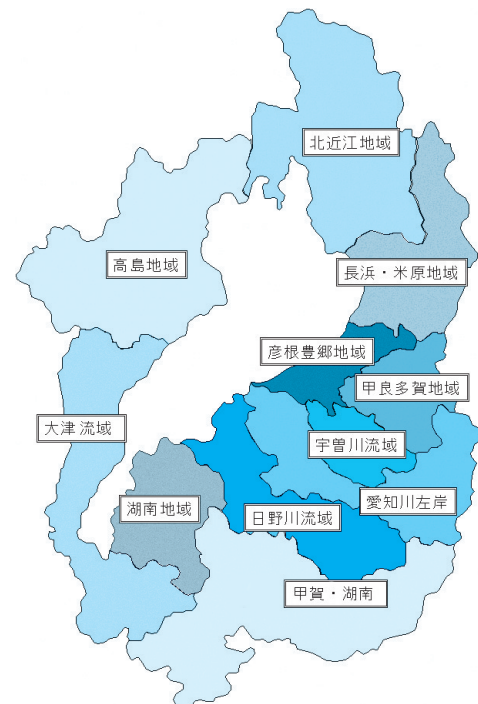 北近江地域
高島地域
長浜・米原地域
彦根豊郷地域
甲良多賀地域
大津流域
宇曽川流域
愛知川左岸
湖南地域
日野川流域
甲賀・湖南